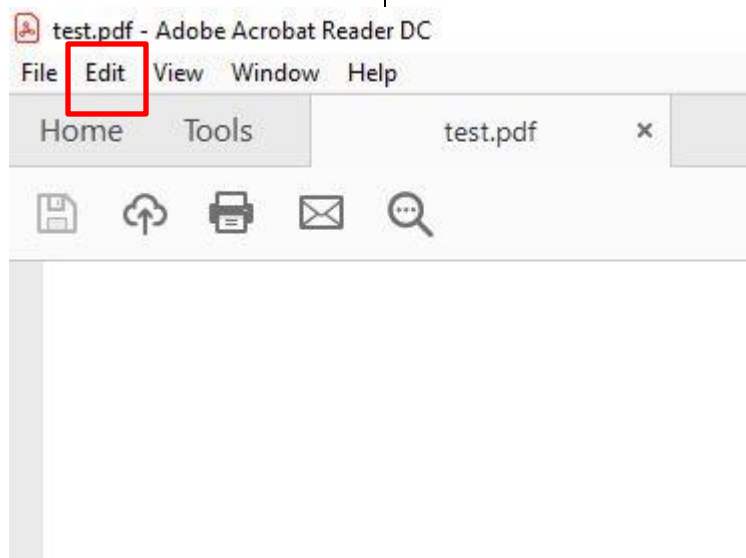 test.pdf - Adobe Acrobat Reader DC
File Edit View Window Help
Home Tools test.pdf ×